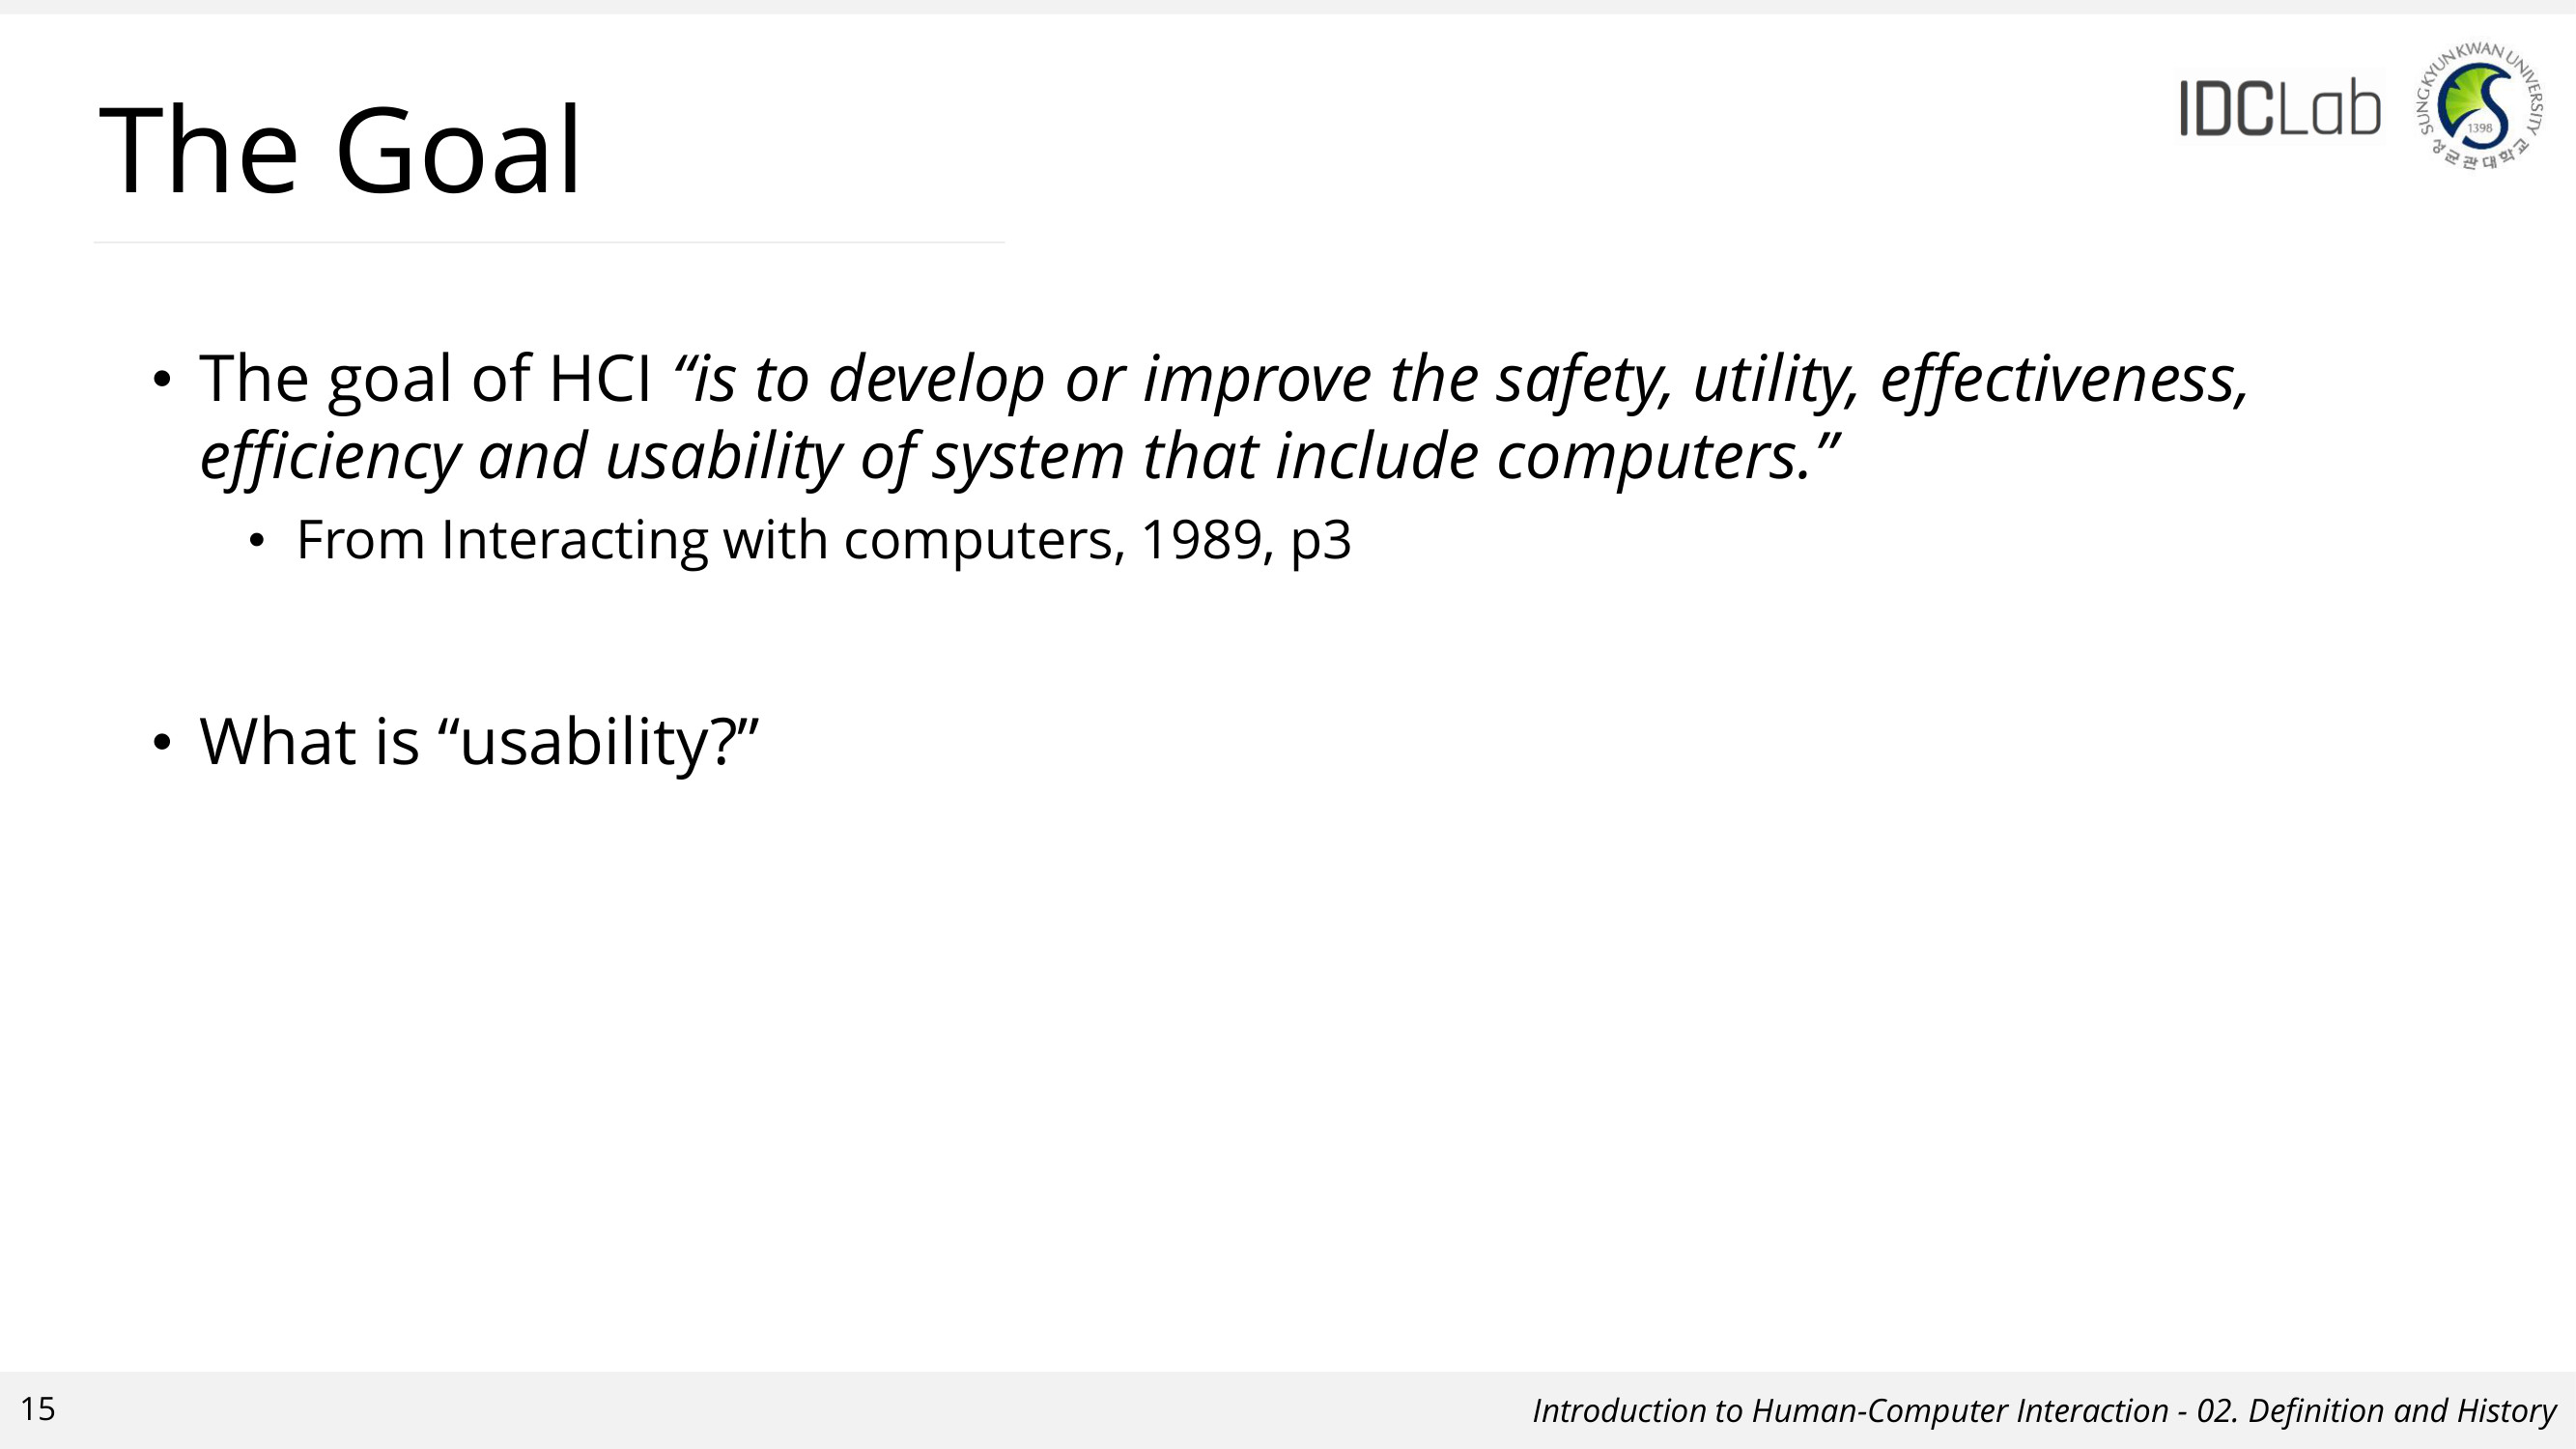 The Goal
IDCLab
SUNGKYUNKWAN UNIVERSITY
1398
성균관대학교
• The goal of HCI “is to develop or improve the safety, utility, effectiveness,
efficiency and usability of system that include computers.”
• From Interacting with computers, 1989, p3
• What is “usability?”
15
Introduction to Human-Computer Interaction - 02. Definition and History